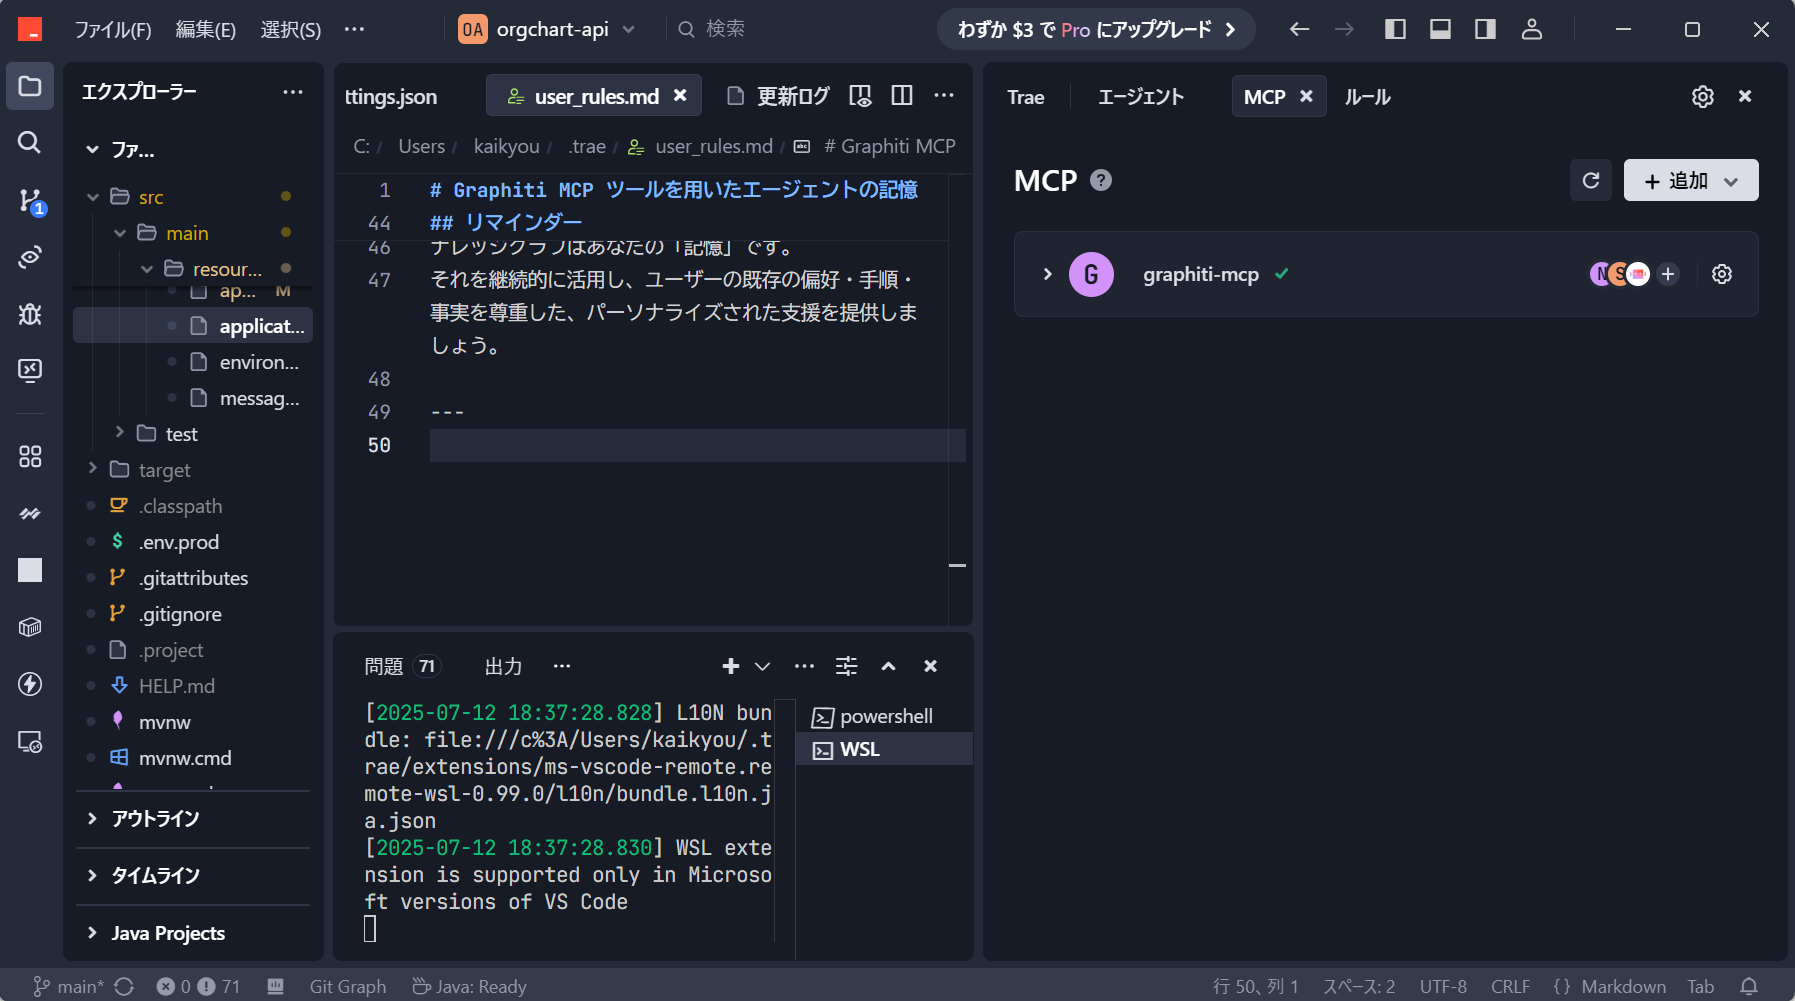 ファイル(F) 編集(E) 選択(S) ··· OA orgchart-api 検索 わずか $3 で Pro にアップグレード
エクスプローラー ···
ファ...
src
main
resour...
ap... M
applicat...
environ...
messag...
test
target
.classpath
.env.prod
.gitattributes
.gitignore
.project
HELP.md
mvnw
mvnw.cmd
アウトライン
タイムライン
Java Projects
ttings.json user_rules.md 更新ログ ···
C: / Users / kaikyou / .trae / user_rules.md / # Graphiti MCP
1 # Graphiti MCP ツールを用いたエージェントの記憶
44 ## リマインダー
46 ナレッジグラフはあなたの「記憶」です。
47 それを継続的に活用し、ユーザーの既存の偏好・手順・
事実を尊重した、パーソナライズされた支援を提供しま
しょう。
48
49 ---
50
問題 71 出力 ···
[2025-07-12 18:37:28.828] L10N bun
dle: file:///c%3A/Users/kaikyou/.t
rae/extensions/ms-vscode-remote.re
mote-wsl-0.99.0/l10n/bundle.l10n.j
a.json
[2025-07-12 18:37:28.830] WSL exte
nsion is supported only in Microso
ft versions of VS Code
powershell
WSL
Trae エージェント MCP ルール
MCP
追加
G graphiti-mcp N S
main* 0 71 Git Graph Java: Ready 行 50、列 1 スペース: 2 UTF-8 CRLF {} Markdown Tab
1